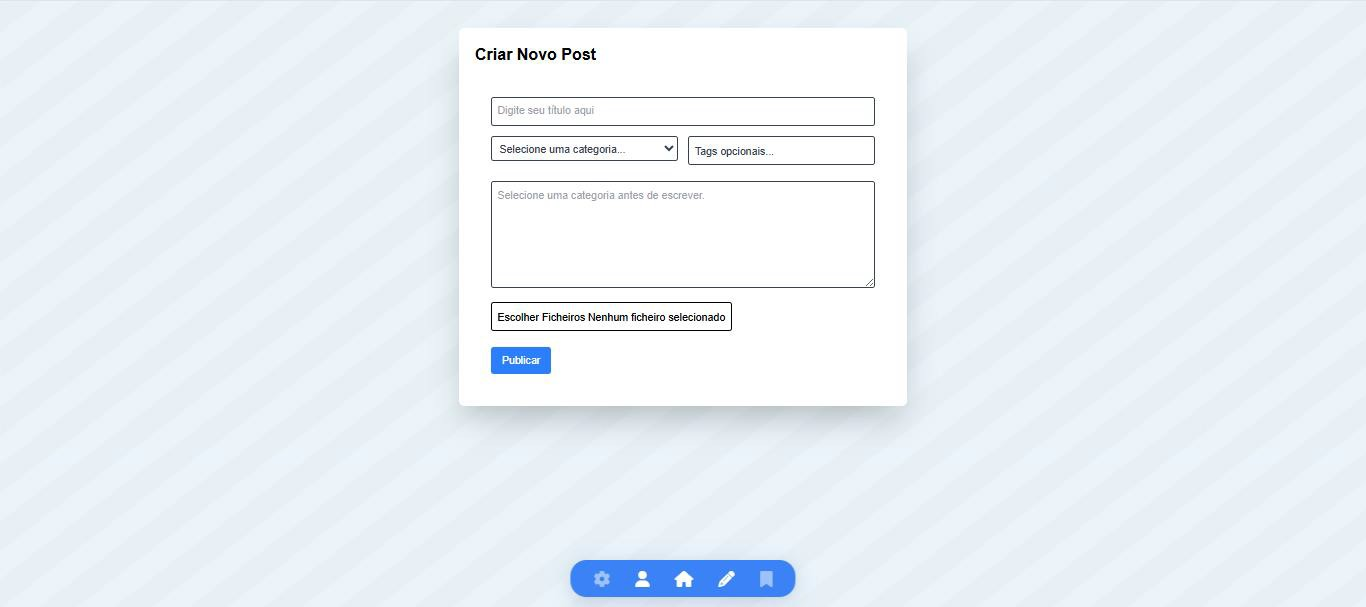 Criar Novo Post
Digite seu título aqui
Selecione uma categoria... Tags opcionais...
Selecione uma categoria antes de escrever.
Escolher Ficheiros Nenhum ficheiro selecionado
Publicar